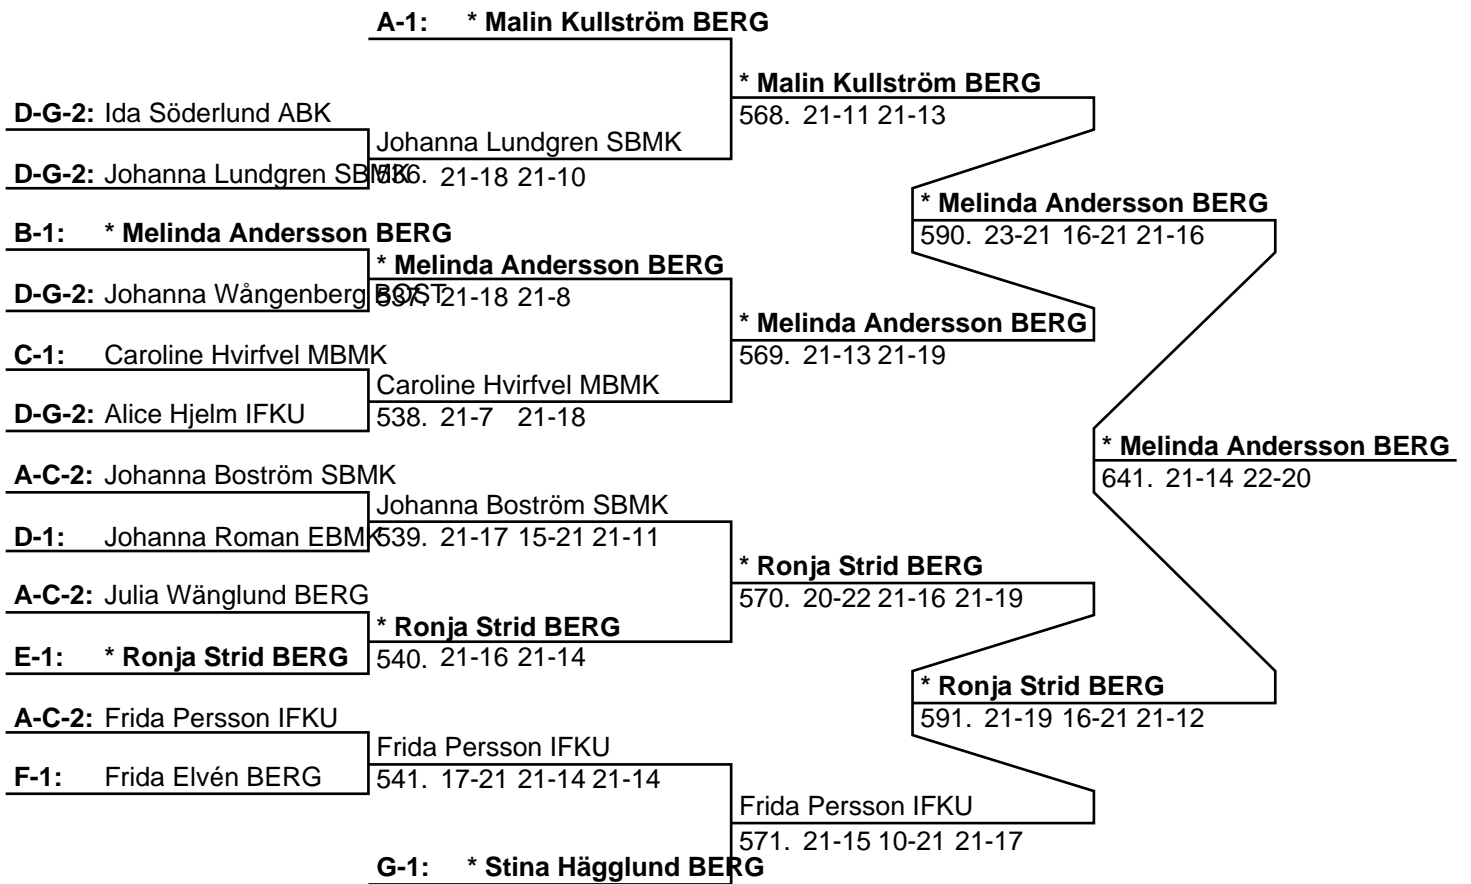 A-1: * Malin Kullström BERG
* Malin Kullström BERG
D-G-2: Ida Söderlund ABK
568. 21-11 21-13
Johanna Lundgren SBMK
D-G-2: Johanna Lundgren SBMK
536. 21-18 21-10
* Melinda Andersson BERG
B-1: * Melinda Andersson BERG
590. 23-21 16-21 21-16
* Melinda Andersson BERG
D-G-2: Johanna Wångenberg BOST
537. 21-18 21-8
* Melinda Andersson BERG
C-1: Caroline Hvirfvel MBMK
569. 21-13 21-19
Caroline Hvirfvel MBMK
D-G-2: Alice Hjelm IFKU
538. 21-7 21-18
* Melinda Andersson BERG
A-C-2: Johanna Boström SBMK
641. 21-14 22-20
Johanna Boström SBMK
D-1: Johanna Roman EBMK
539. 21-17 15-21 21-11
* Ronja Strid BERG
A-C-2: Julia Wänglund BERG
570. 20-22 21-16 21-19
* Ronja Strid BERG
E-1: * Ronja Strid BERG
540. 21-16 21-14
* Ronja Strid BERG
A-C-2: Frida Persson IFKU
591. 21-19 16-21 21-12
Frida Persson IFKU
F-1: Frida Elvén BERG
541. 17-21 21-14 21-14
Frida Persson IFKU
571. 21-15 10-21 21-17
G-1: * Stina Hägglund BERG